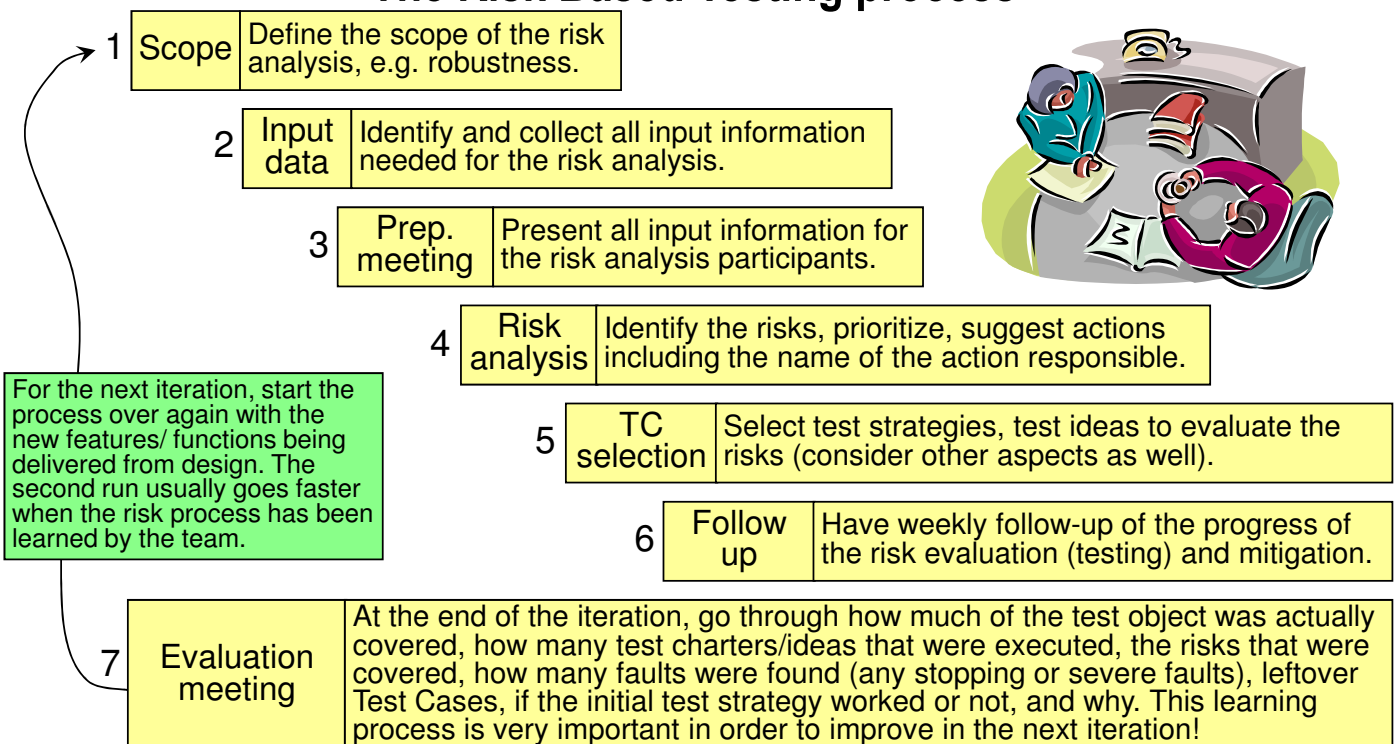 The Risk Based Testing process
1
Scope
Define the scope of the risk
analysis, e.g. robustness.
2
Input
data
Identify and collect all input information
needed for the risk analysis.
3
Prep.
meeting
Present all input information for
the risk analysis participants.
4
Risk
analysis
Identify the risks, prioritize, suggest actions
including the name of the action responsible.
For the next iteration, start the
process over again with the
new features/ functions being
delivered from design. The
second run usually goes faster
when the risk process has been
learned by the team.
5
TC
selection
Select test strategies, test ideas to evaluate the
risks (consider other aspects as well).
6
Follow
up
Have weekly follow-up of the progress of
the risk evaluation (testing) and mitigation.
7
Evaluation
meeting
At the end of the iteration, go through how much of the test object was actually
covered, how many test charters/ideas that were executed, the risks that were
covered, how many faults were found (any stopping or severe faults), leftover
Test Cases, if the initial test strategy worked or not, and why. This learning
process is very important in order to improve in the next iteration!